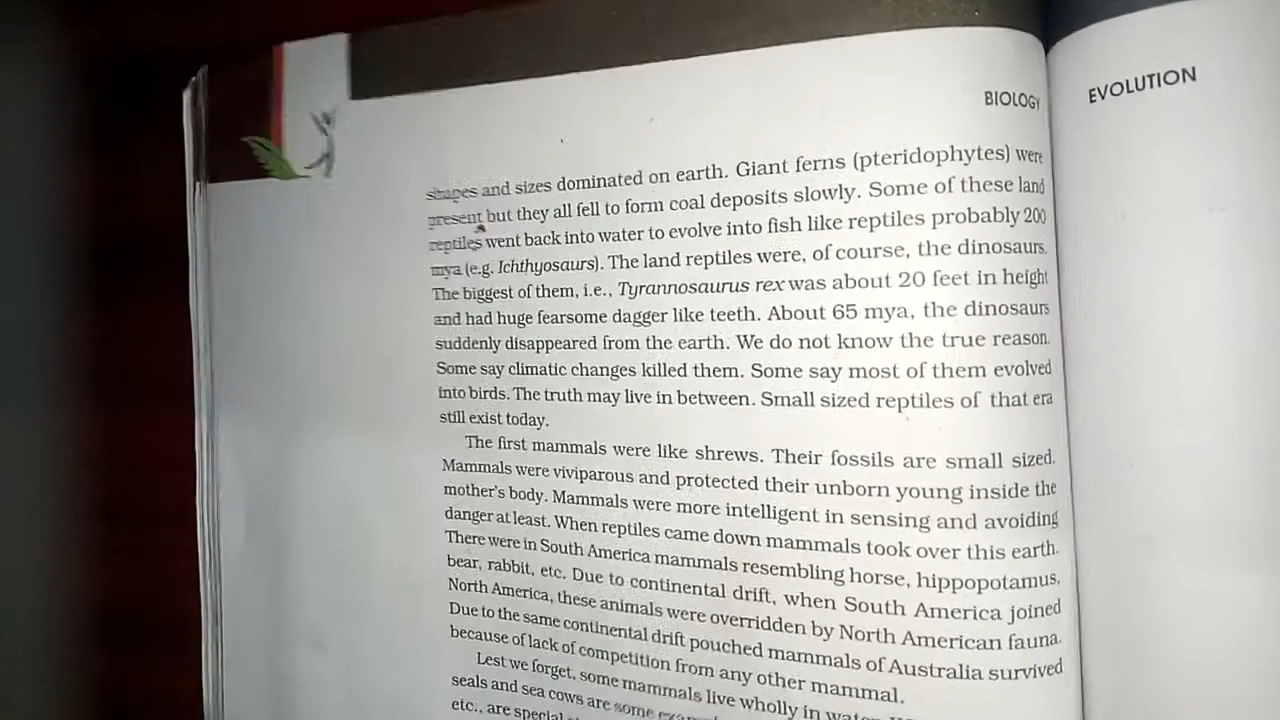 BIOLOGY
shapes and sizes dominated on earth. Giant ferns (pteridophytes) were
present but they all fell to form coal deposits slowly. Some of these land
reptiles went back into water to evolve into fish like reptiles probably 200
mya (e.g. Ichthyosaurs). The land reptiles were, of course, the dinosaurs.
The biggest of them, i.e., Tyrannosaurus rex was about 20 feet in height
and had huge fearsome dagger like teeth. About 65 mya, the dinosaurs
suddenly disappeared from the earth. We do not know the true reason.
Some say climatic changes killed them. Some say most of them evolved
into birds. The truth may live in between. Small sized reptiles of that era
still exist today.
The first mammals were like shrews. Their fossils are small sized.
Mammals were viviparous and protected their unborn young inside the
mother's body. Mammals were more intelligent in sensing and avoiding
danger at least. When reptiles came down mammals took over this earth.
There were in South America mammals resembling horse, hippopotamus,
bear, rabbit, etc. Due to continental drift, when South America joined
North America, these animals were overridden by North American fauna.
Due to the same continental drift pouched mammals of Australia survived
because of lack of competition from any other mammal.
Lest we forget, some mammals live wholly in water.
seals and sea cows are some
etc., are special
EVOLUTION